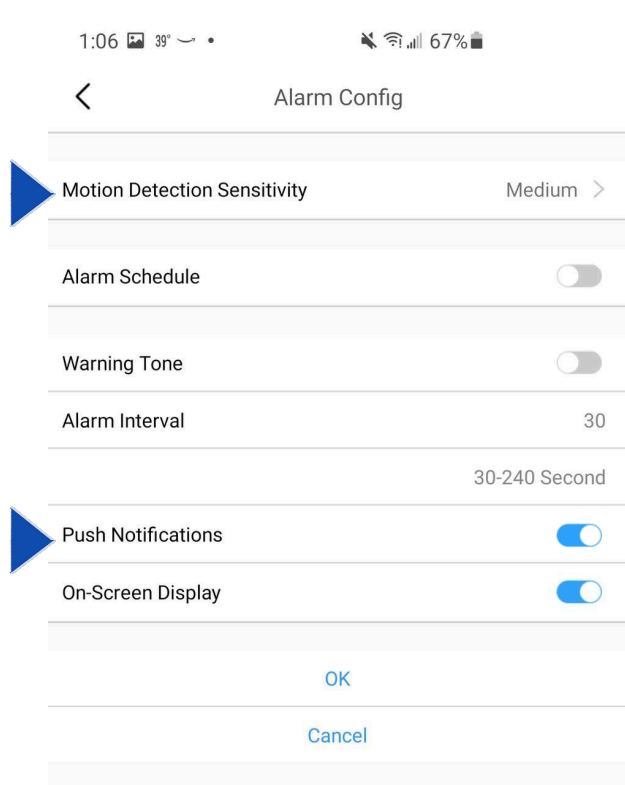 1:06 39°
67%
Alarm Config
Motion Detection Sensitivity Medium
Alarm Schedule
Warning Tone
Alarm Interval 30
30-240 Second
Push Notifications
On-Screen Display
OK
Cancel